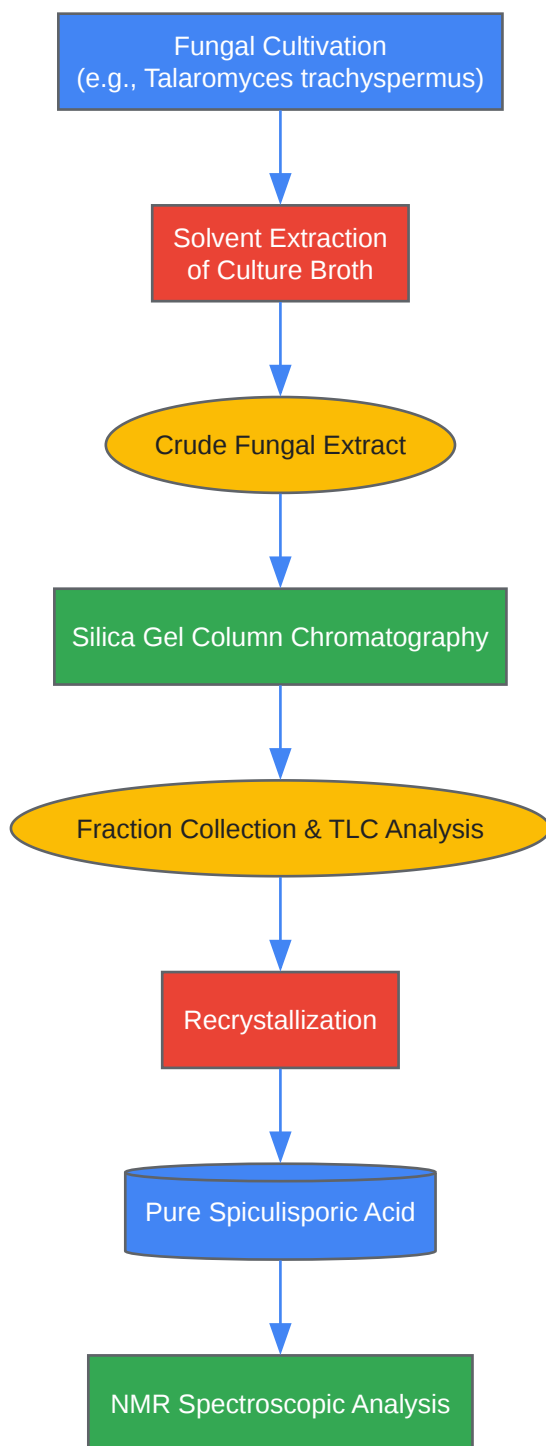 Fungal Cultivation
(e.g., Talaromyces trachyspermus)
Solvent Extraction
of Culture Broth
Crude Fungal Extract
Silica Gel Column Chromatography
Fraction Collection & TLC Analysis
Recrystallization
Pure Spiculisporic Acid
NMR Spectroscopic Analysis